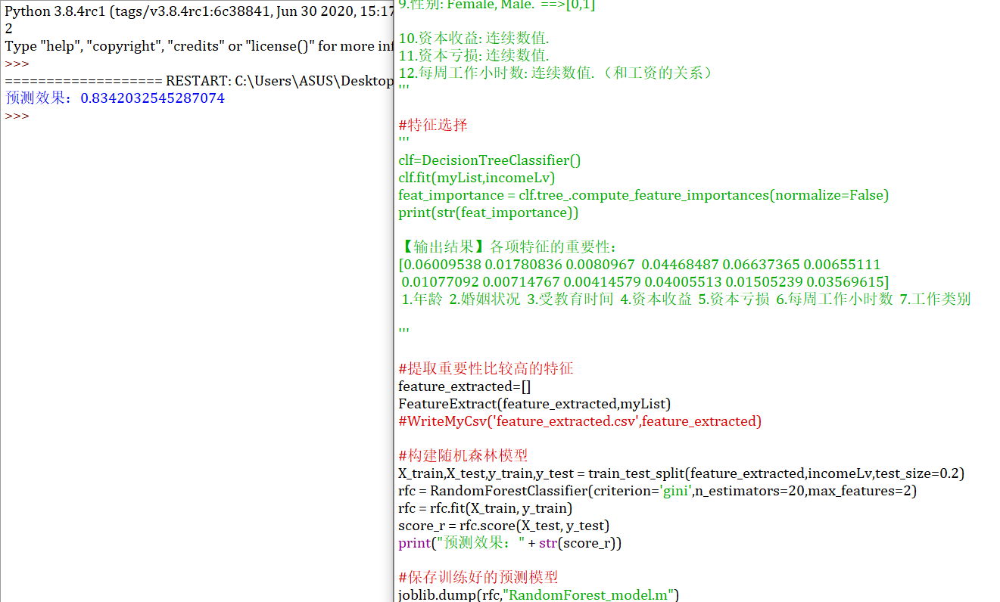 Python 3.8.4rc1 (tags/v3.8.4rc1:6c38841, Jun 30 2020, 15:17
2
Type "help", "copyright", "credits" or "license()" for more inf
>>>
=================== RESTART: C:\Users\ASUS\Desktop
预测效果：0.8342032545287074
>>>
9.性别: Female, Male. ==>[0,1]
10.资本收益: 连续数值.
11.资本亏损: 连续数值.
12.每周工作小时数: 连续数值.（和工资的关系）
'''
#特征选择
'''
clf=DecisionTreeClassifier()
clf.fit(myList,incomeLv)
feat_importance = clf.tree_.compute_feature_importances(normalize=False)
print(str(feat_importance))
【输出结果】各项特征的重要性：
[0.06009538 0.01780836 0.0080967  0.04468487 0.06637365 0.00655111
 0.01077092 0.00714767 0.00414579 0.04005513 0.01505239 0.03569615]
 1.年龄  2.婚姻状况  3.受教育时间  4.资本收益  5.资本亏损  6.每周工作小时数  7.工作类别
'''
#提取重要性比较高的特征
feature_extracted=[]
FeatureExtract(feature_extracted,myList)
#WriteMyCsv('feature_extracted.csv',feature_extracted)
#构建随机森林模型
X_train,X_test,y_train,y_test = train_test_split(feature_extracted,incomeLv,test_size=0.2)
rfc = RandomForestClassifier(criterion='gini',n_estimators=20,max_features=2)
rfc = rfc.fit(X_train, y_train)
score_r = rfc.score(X_test, y_test)
print("预测效果：" + str(score_r))
#保存训练好的预测模型
joblib.dump(rfc,"RandomForest_model.m")